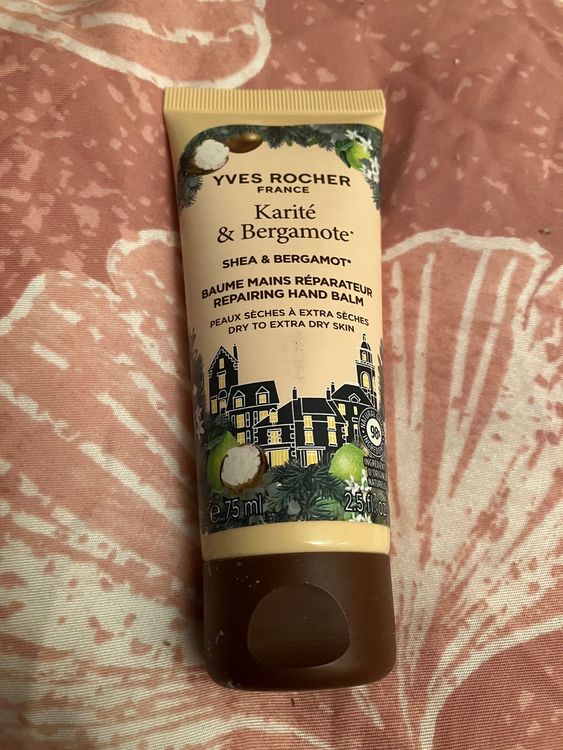 YVES ROCHER
FRANCE
Karité
& Bergamote*
SHEA & BERGAMOT*
BAUME MAINS RÉPARATEUR
REPAIRING HAND BALM
PEAUX SÈCHES À EXTRA SÈCHES
DRY TO EXTRA DRY SKIN
98
e 75 ml
2.5 fl. oz